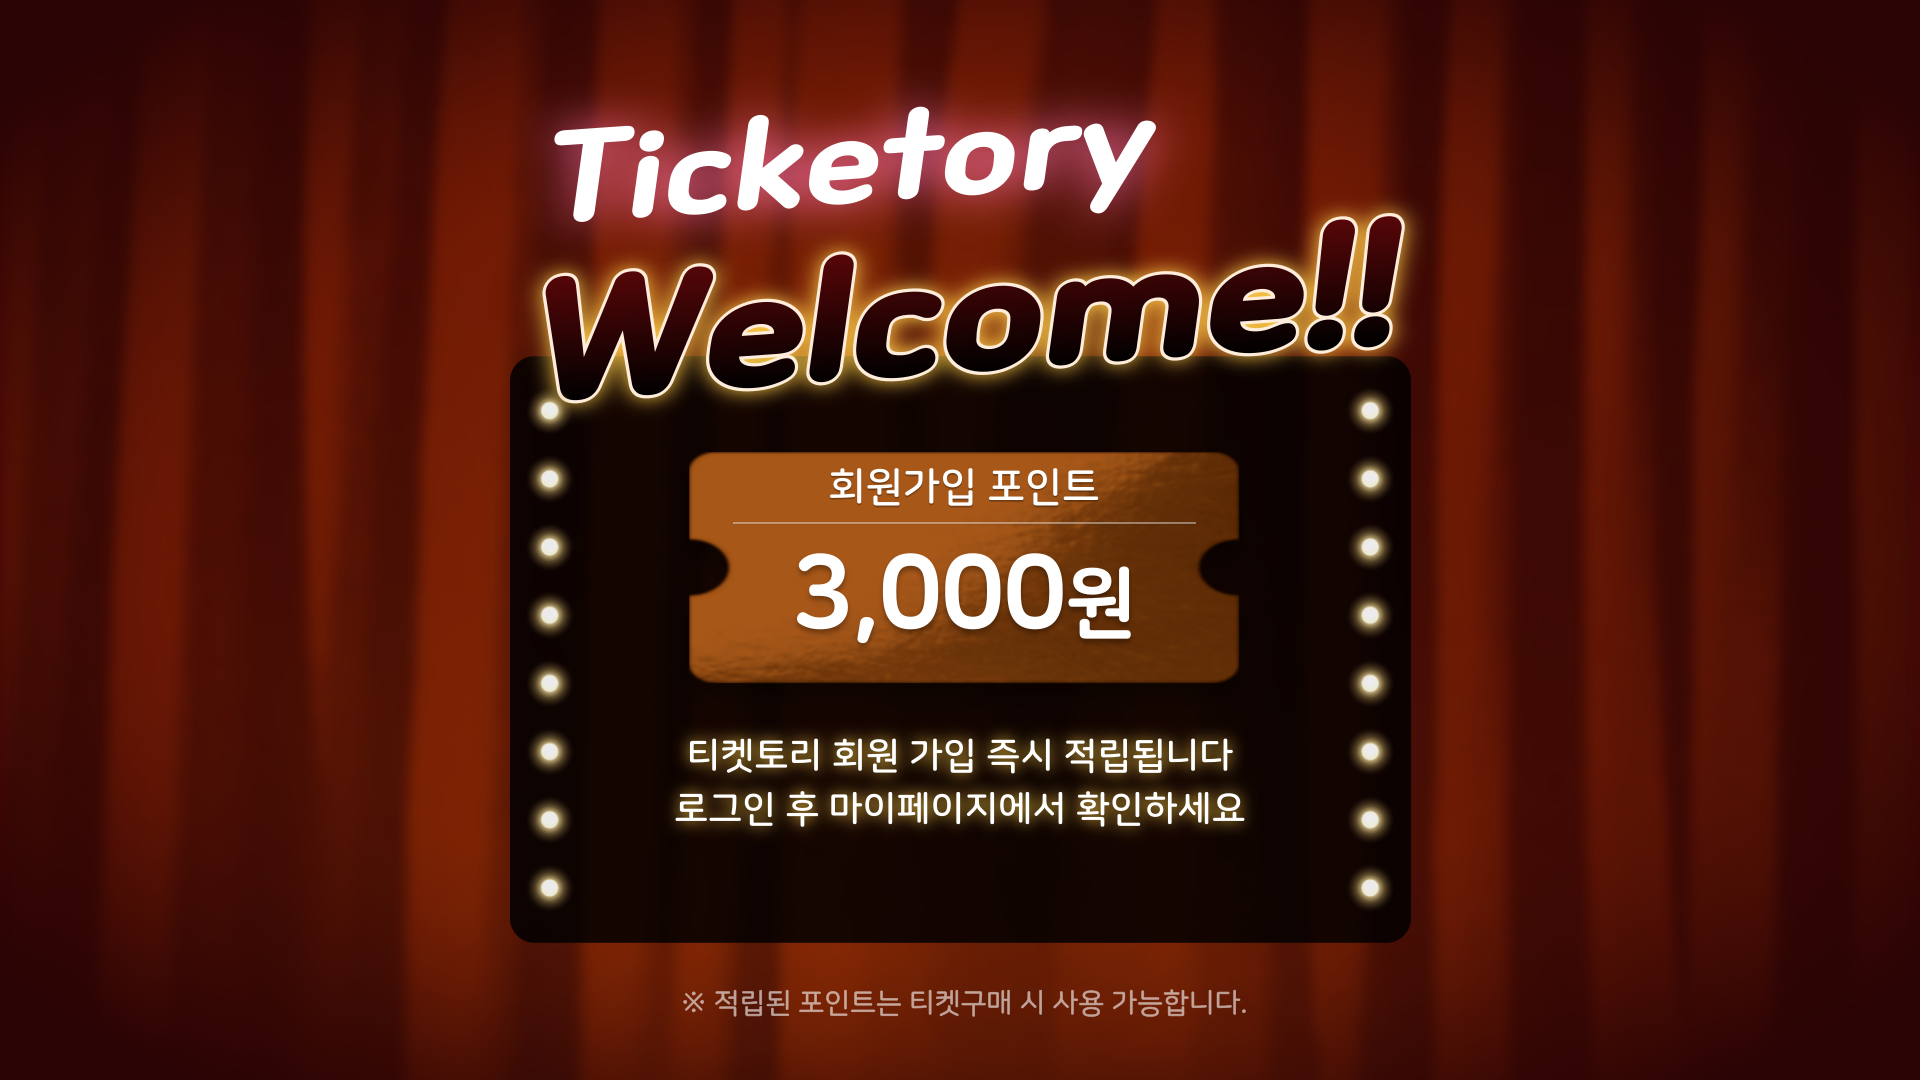 Ticketory
Welcome!!
회원가입 포인트
3,000원
티켓토리 회원 가입 즉시 적립됩니다
로그인 후 마이페이지에서 확인하세요
※ 적립된 포인트는 티켓구매 시 사용 가능합니다.